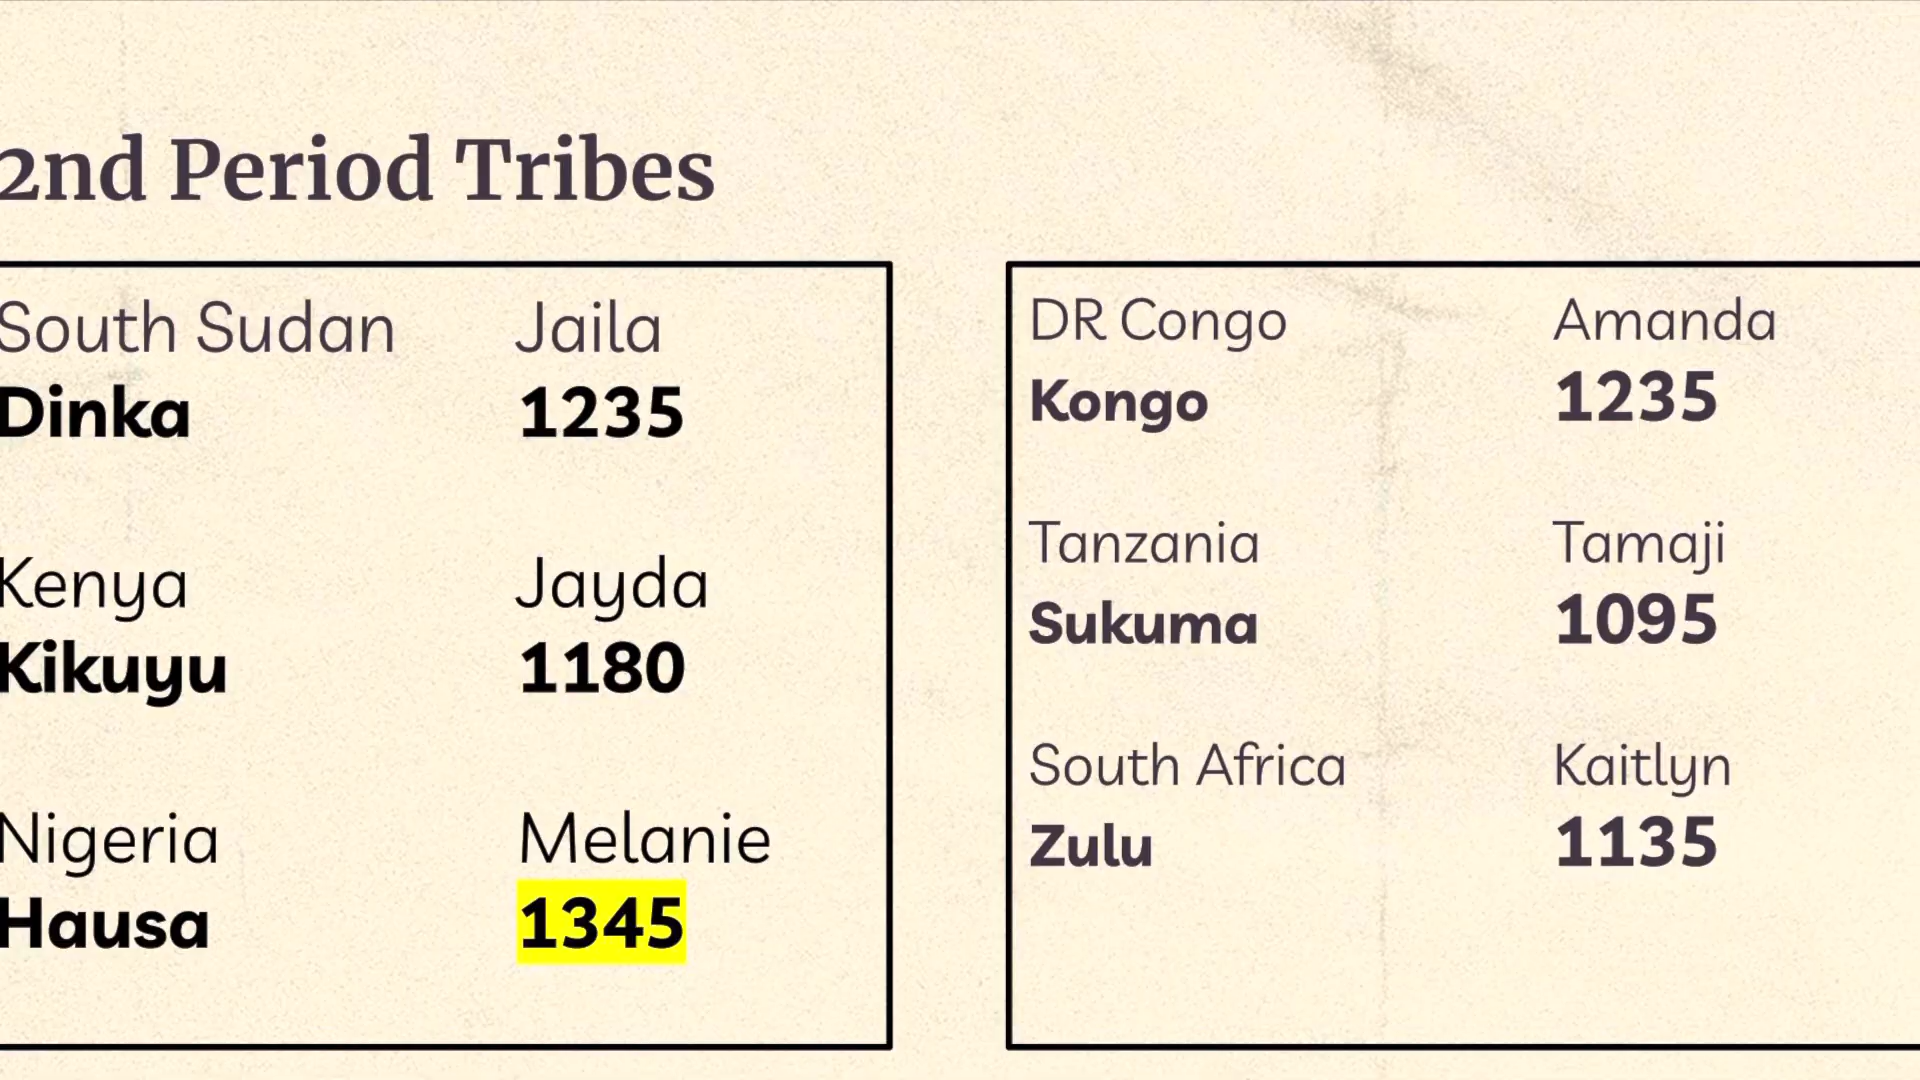 2nd Period Tribes
South Sudan Jaila
Dinka 1235
Kenya Jayda
Kikuyu 1180
Nigeria Melanie
Hausa 1345
DR Congo Amanda
Kongo 1235
Tanzania Tamaji
Sukuma 1095
South Africa Kaitlyn
Zulu 1135